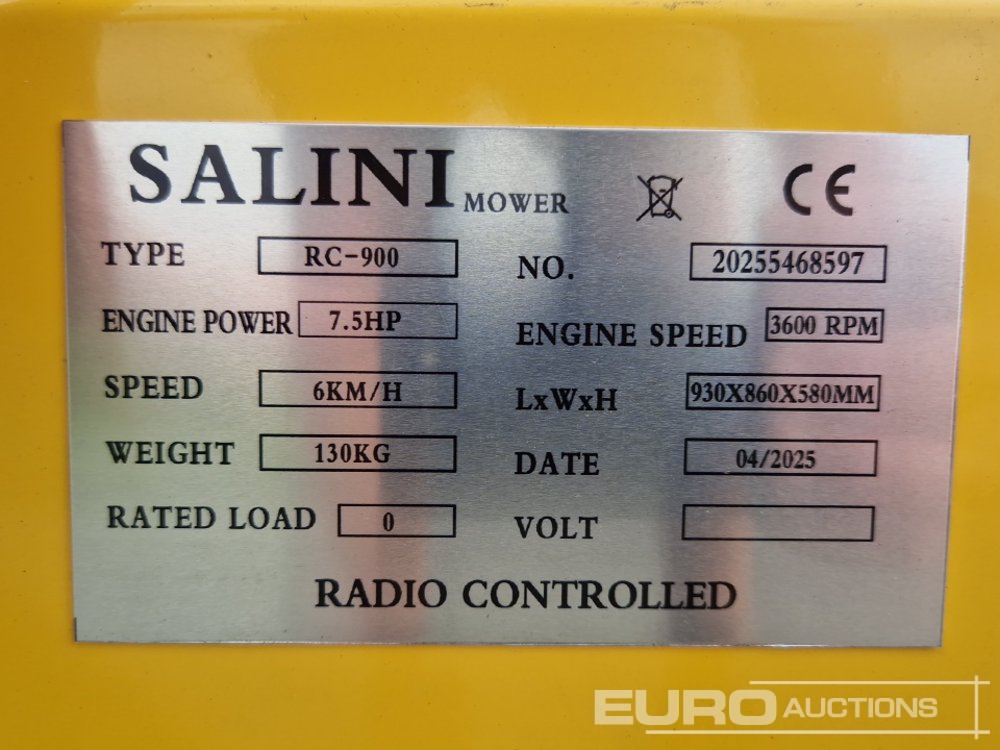 SALINI MOWER CE
TYPE RC-900 NO. 20255468597
ENGINE POWER 7.5HP ENGINE SPEED 3600 RPM
SPEED 6KM/H LxWxH 930X860X580MM
WEIGHT 130KG DATE 04/2025
RATED LOAD 0 VOLT
RADIO CONTROLLED
EURO AUCTIONS